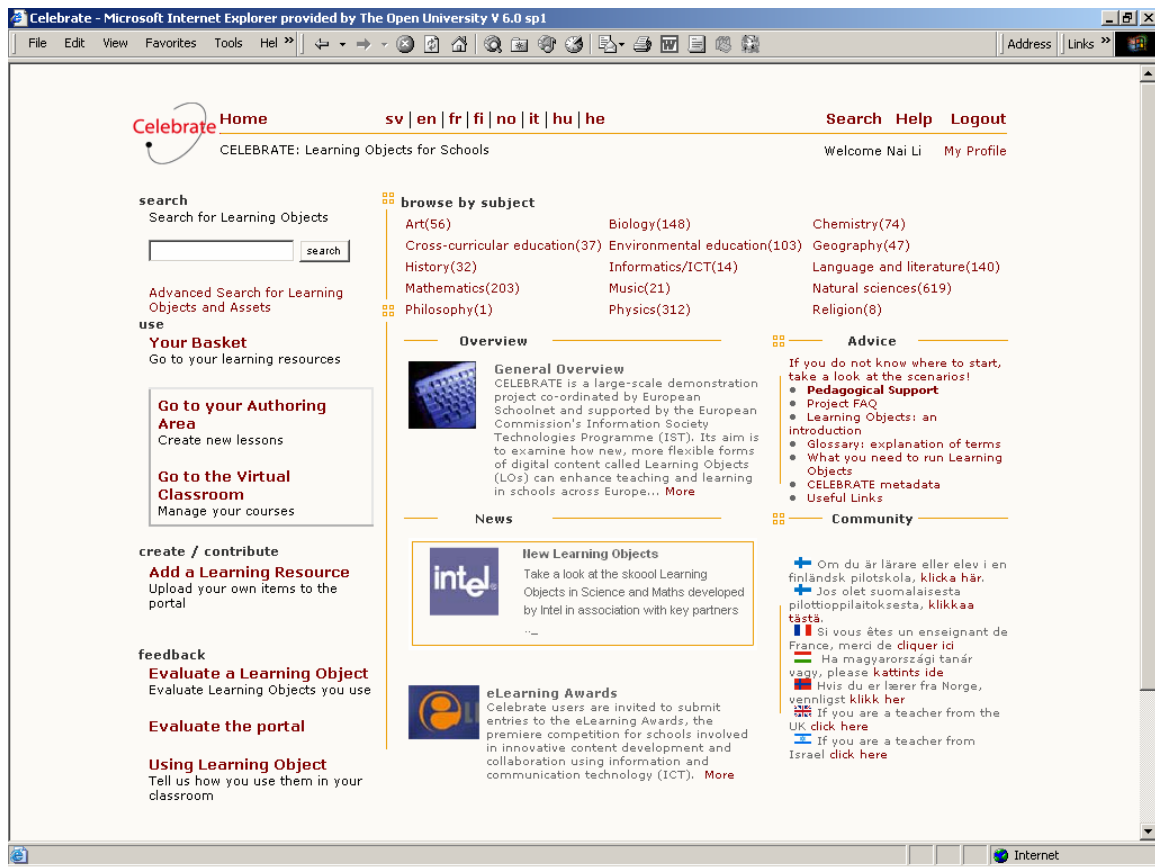 Celebrate - Microsoft Internet Explorer provided by The Open University V 6.0 sp1
File Edit View Favorites Tools Hel » Address Links »
Celebrate
Home sv | en | fr | fi | no | it | hu | he Search Help Logout
CELEBRATE: Learning Objects for Schools Welcome Nai Li My Profile
search
Search for Learning Objects
search
Advanced Search for Learning
Objects and Assets
use
Your Basket
Go to your learning resources
Go to your Authoring
Area
Create new lessons
Go to the Virtual
Classroom
Manage your courses
create / contribute
Add a Learning Resource
Upload your own items to the
portal
feedback
Evaluate a Learning Object
Evaluate Learning Objects you use
Evaluate the portal
Using Learning Object
Tell us how you use them in your
classroom
browse by subject
Art(56) Biology(148) Chemistry(74)
Cross-curricular education(37) Environmental education(103) Geography(47)
History(32) Informatics/ICT(14) Language and literature(140)
Mathematics(203) Music(21) Natural sciences(619)
Philosophy(1) Physics(312) Religion(8)
Overview
General Overview
CELEBRATE is a large-scale demonstration
project co-ordinated by European
Schoolnet and supported by the European
Commission's Information Society
Technologies Programme (IST). Its aim is
to examine how new, more flexible forms
of digital content called Learning Objects
(LOs) can enhance teaching and learning
in schools across Europe... More
News
intel
New Learning Objects
Take a look at the skoool Learning
Objects in Science and Maths developed
by Intel in association with key partners
..._
eLearning Awards
Celebrate users are invited to submit
entries to the eLearning Awards, the
premiere competition for schools involved
in innovative content development and
collaboration using information and
communication technology (ICT). More
Advice
If you do not know where to start,
take a look at the scenarios!
• Pedagogical Support
• Project FAQ
• Learning Objects: an
introduction
• Glossary: explanation of terms
• What you need to run Learning
Objects
• CELEBRATE metadata
• Useful Links
Community
Om du är lärare eller elev i en
finländsk pilotskola, klicka här.
Jos olet suomalaisesta
pilottioppilaitoksesta, klikkaa
tästä.
Si vous êtes un enseignant de
France, merci de cliquer ici
Ha magyarországi tanár
vagy, please kattints ide
Hvis du er lærer fra Norge,
vennligst klikk her
If you are a teacher from the
UK click here
If you are a teacher from
Israel click here
Internet